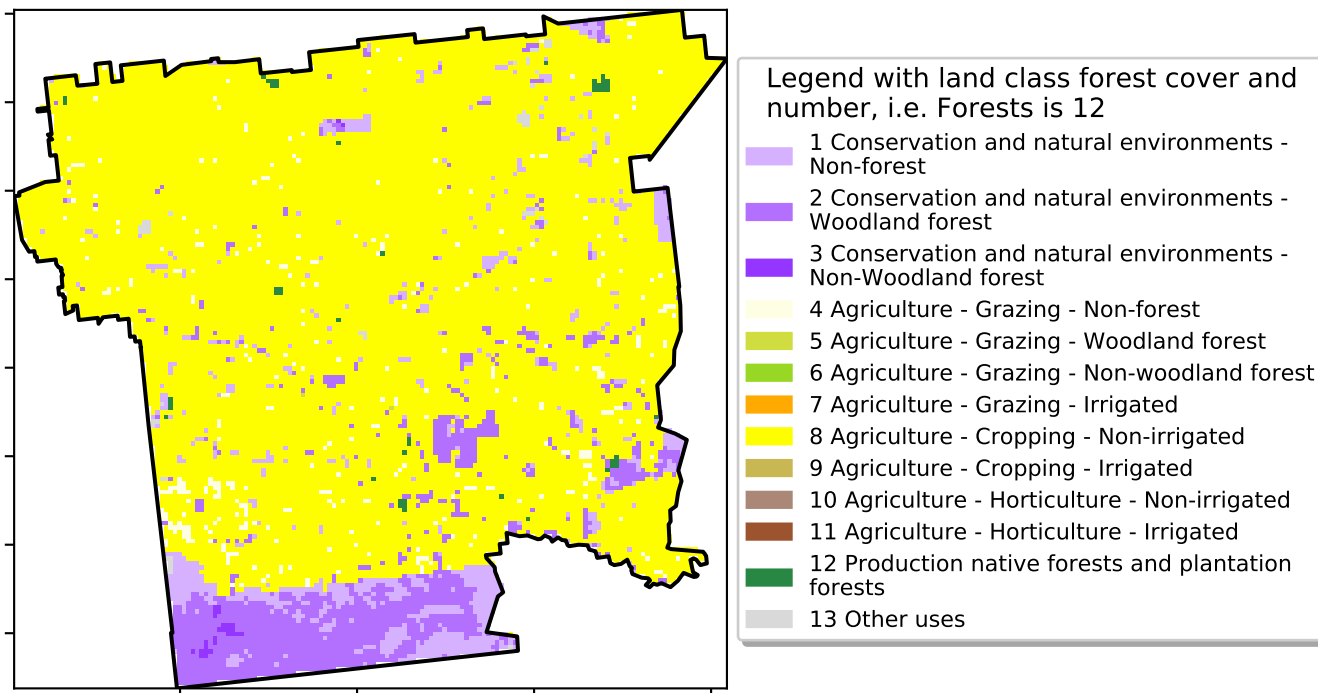 Legend with land class forest cover and
number, i.e. Forests is 12
1 Conservation and natural environments -
Non-forest
2 Conservation and natural environments -
Woodland forest
3 Conservation and natural environments -
Non-Woodland forest
4 Agriculture - Grazing - Non-forest
5 Agriculture - Grazing - Woodland forest
6 Agriculture - Grazing - Non-woodland forest
7 Agriculture - Grazing - Irrigated
8 Agriculture - Cropping - Non-irrigated
9 Agriculture - Cropping - Irrigated
10 Agriculture - Horticulture - Non-irrigated
11 Agriculture - Horticulture - Irrigated
12 Production native forests and plantation
forests
13 Other uses